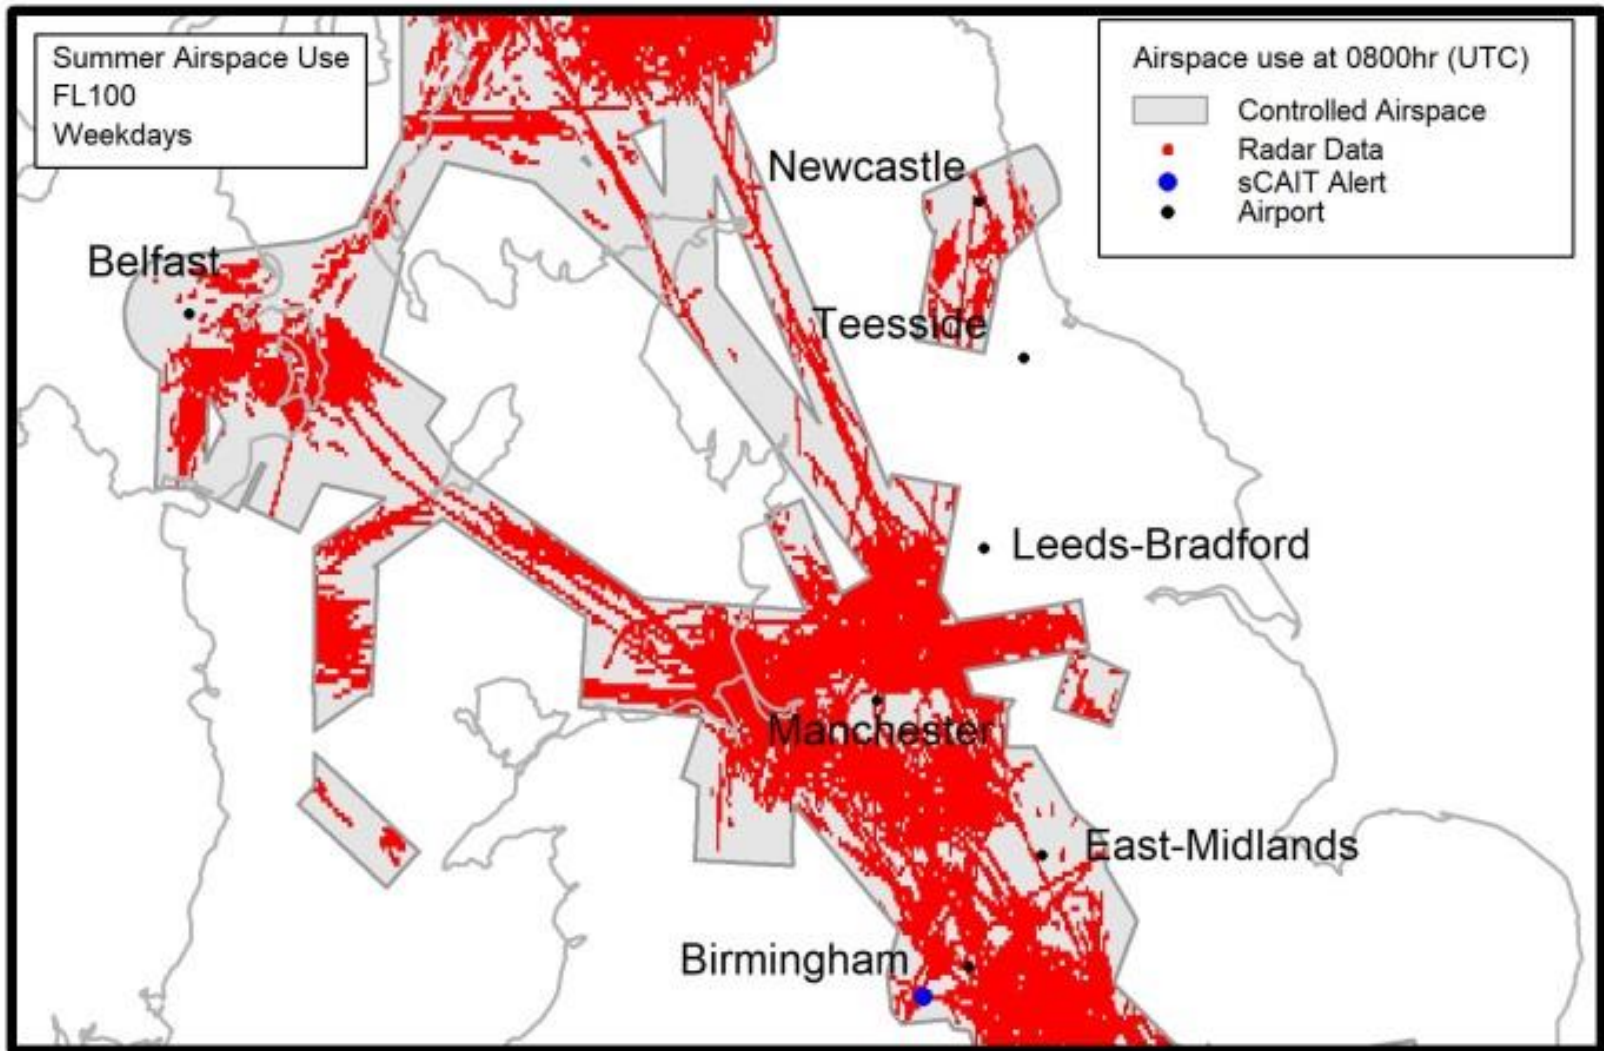 Summer Airspace Use
FL100
Weekdays
Airspace use at 0800hr (UTC)
Controlled Airspace
Radar Data
sCAIT Alert
Airport
Newcastle
Belfast
Teesside
Leeds-Bradford
Manchester
East-Midlands
Birmingham